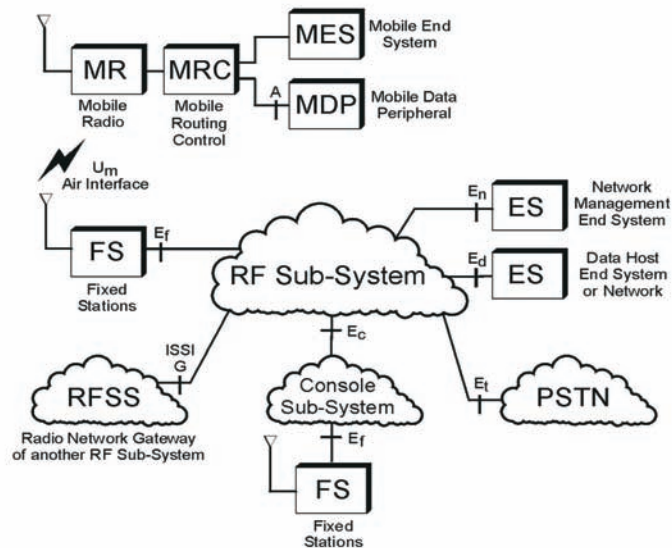 MR
Mobile
Radio
MRC
Mobile
Routing
Control
MES
Mobile End
System
A
MDP
Mobile Data
Peripheral
Um
Air Interface
FS
Ef
Fixed
Stations
RF Sub-System
En
ES
Network
Management
End System
Ed
ES
Data Host
End System
or Network
ISSI
G
RFSS
Radio Network Gateway
of another RF Sub-System
Ec
Console
Sub-System
Ef
FS
Fixed
Stations
Et
PSTN